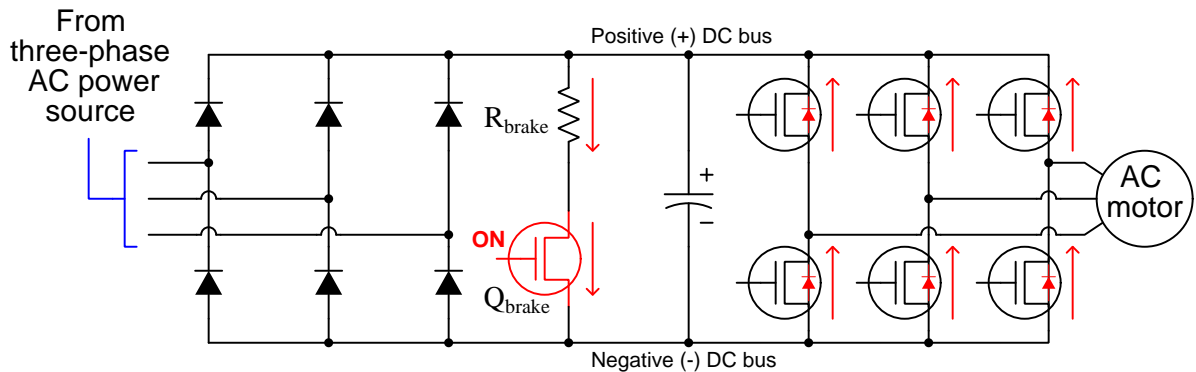 From
three-phase
AC power
source
Positive (+) DC bus
Rbrake
ON
Qbrake
+
-
AC
motor
Negative (-) DC bus